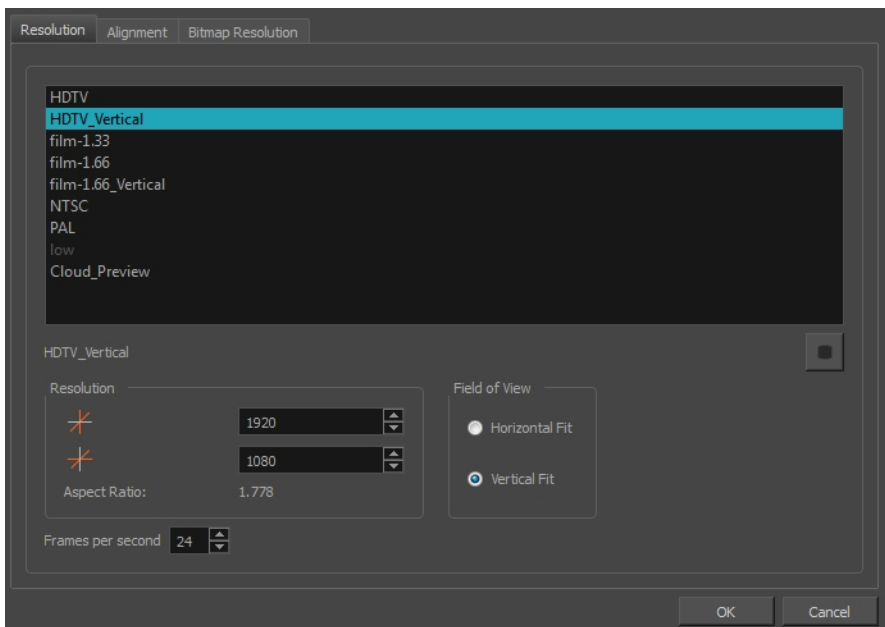 Resolution Alignment Bitmap Resolution
HDTV
HDTV_Vertical
film-1.33
film-1.66
film-1.66_Vertical
NTSC
PAL
low
Cloud_Preview
HDTV_Vertical
Resolution
1920
1080
Aspect Ratio: 1.778
Field of View
Horizontal Fit
Vertical Fit
Frames per second 24
OK Cancel